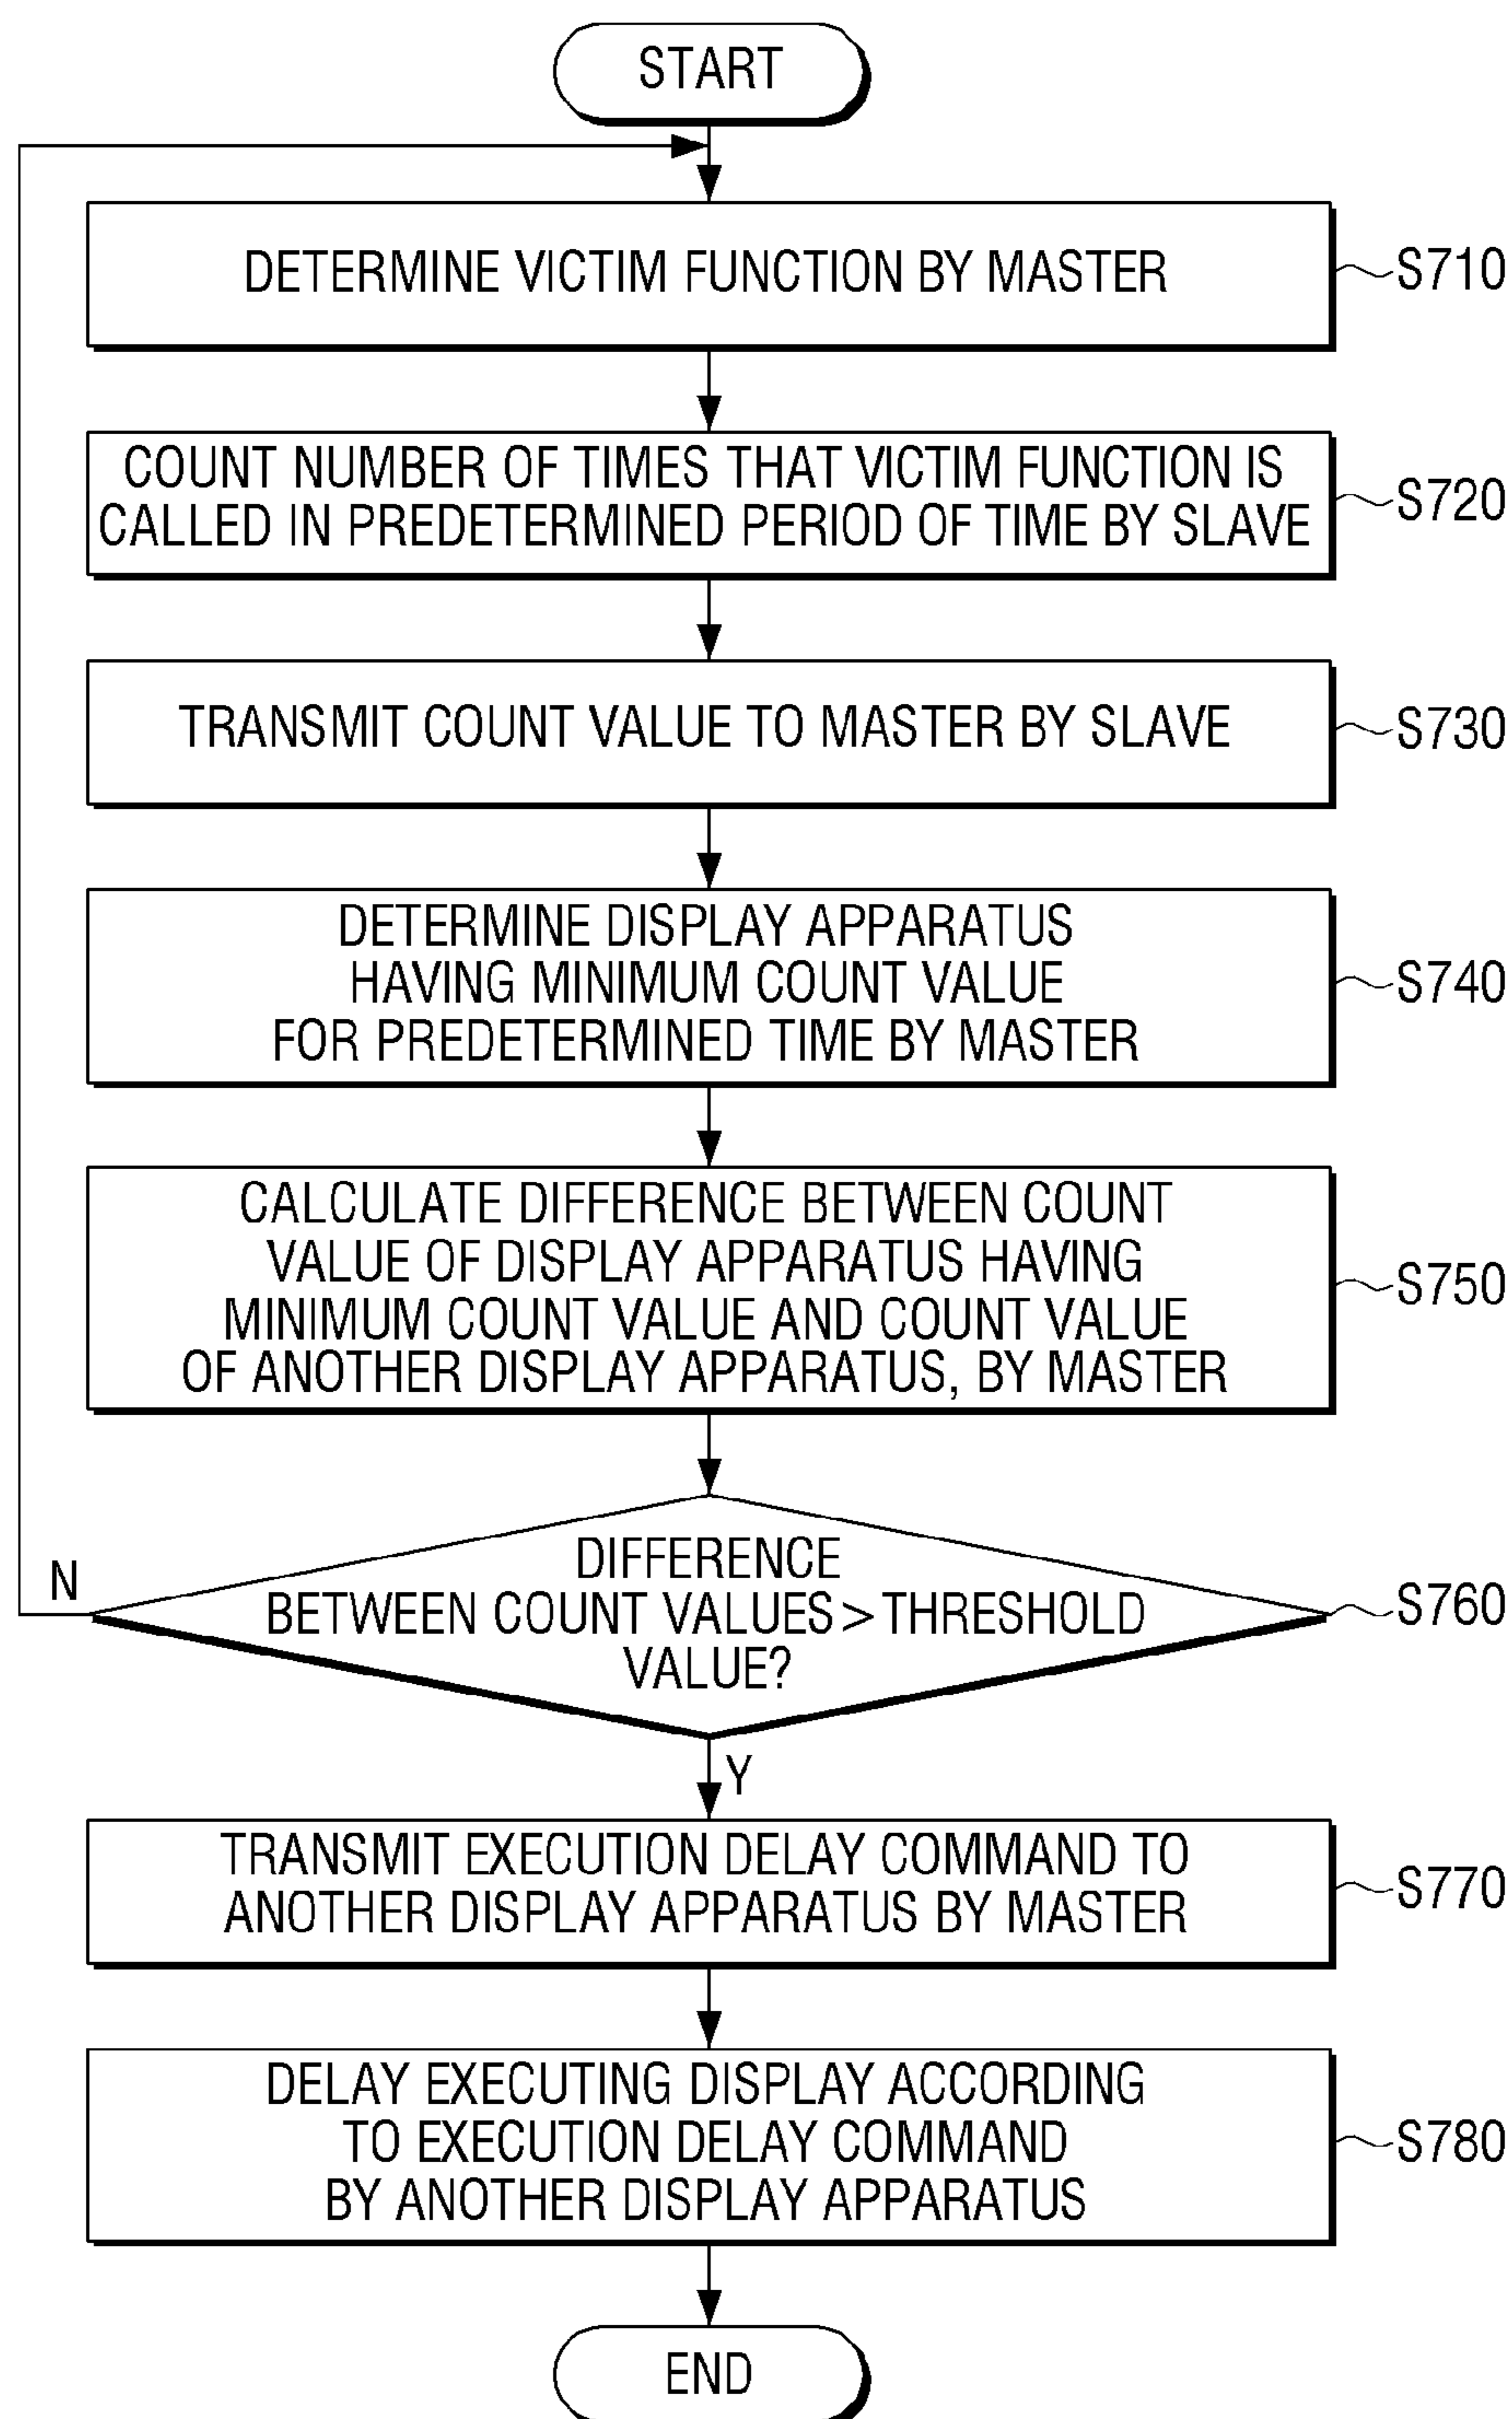 START
DETERMINE VICTIM FUNCTION BY MASTER
S710
COUNT NUMBER OF TIMES THAT VICTIM FUNCTION IS
CALLED IN PREDETERMINED PERIOD OF TIME BY SLAVE
S720
TRANSMIT COUNT VALUE TO MASTER BY SLAVE
S730
DETERMINE DISPLAY APPARATUS
HAVING MINIMUM COUNT VALUE
FOR PREDETERMINED TIME BY MASTER
S740
CALCULATE DIFFERENCE BETWEEN COUNT
VALUE OF DISPLAY APPARATUS HAVING
MINIMUM COUNT VALUE AND COUNT VALUE
OF ANOTHER DISPLAY APPARATUS, BY MASTER
S750
N
DIFFERENCE
BETWEEN COUNT VALUES > THRESHOLD
VALUE?
S760
Y
TRANSMIT EXECUTION DELAY COMMAND TO
ANOTHER DISPLAY APPARATUS BY MASTER
S770
DELAY EXECUTING DISPLAY ACCORDING
TO EXECUTION DELAY COMMAND
BY ANOTHER DISPLAY APPARATUS
S780
END